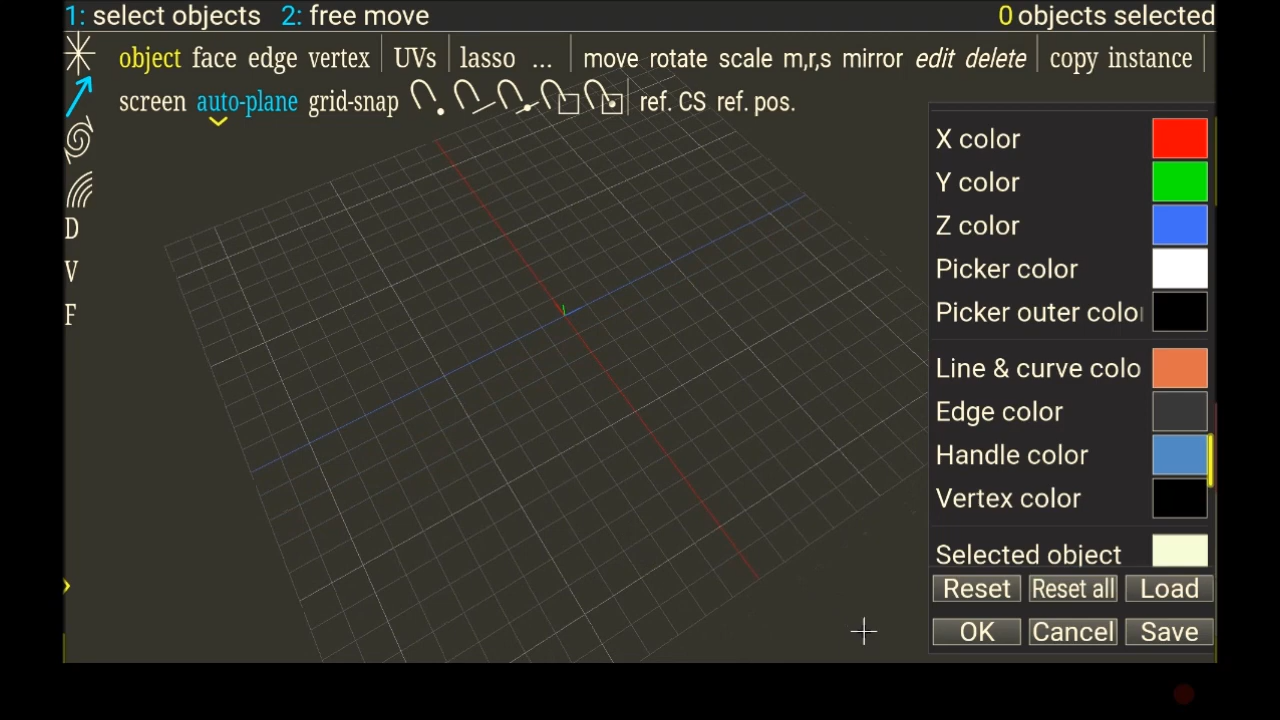 1: select objects 2: free move 0 objects selected
object face edge vertex UVs lasso ... move rotate scale m,r,s mirror edit delete copy instance
screen auto-plane grid-snap ref. CS ref. pos.
D
V
F
X color
Y color
Z color
Picker color
Picker outer colo
Line & curve colo
Edge color
Handle color
Vertex color
Selected object
Reset Reset all Load
OK Cancel Save